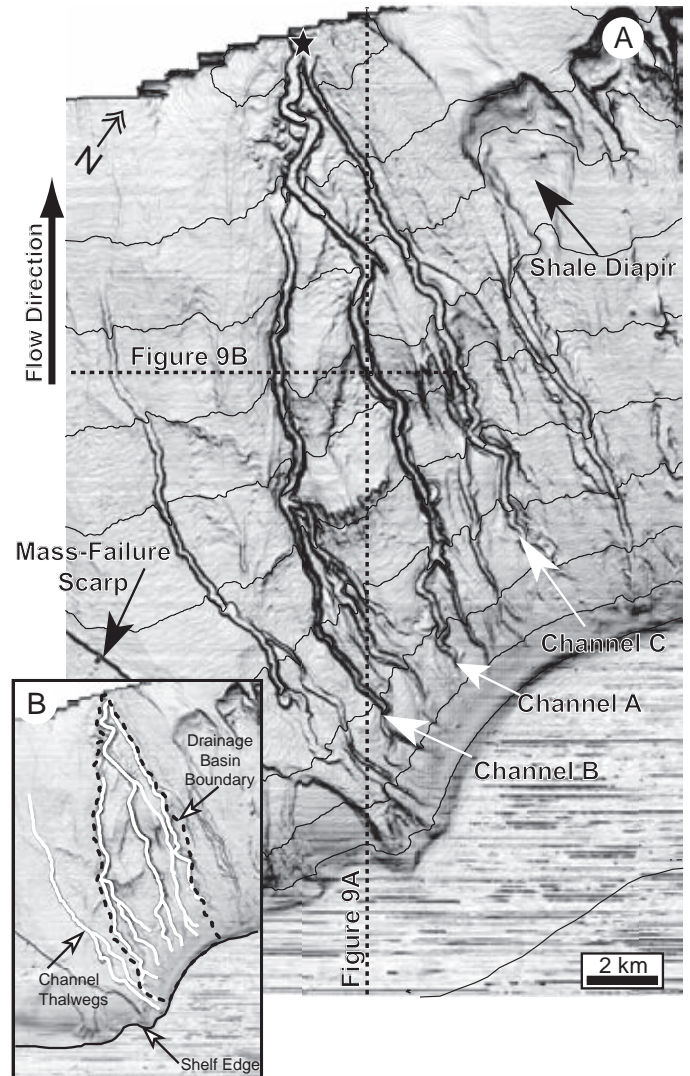 A
N
Flow Direction
Shale Diapir
Figure 9B
Mass-Failure
Scarp
Channel C
Channel A
Channel B
Figure 9A
2 km
B
Drainage
Basin
Boundary
Channel
Thalwegs
Shelf Edge